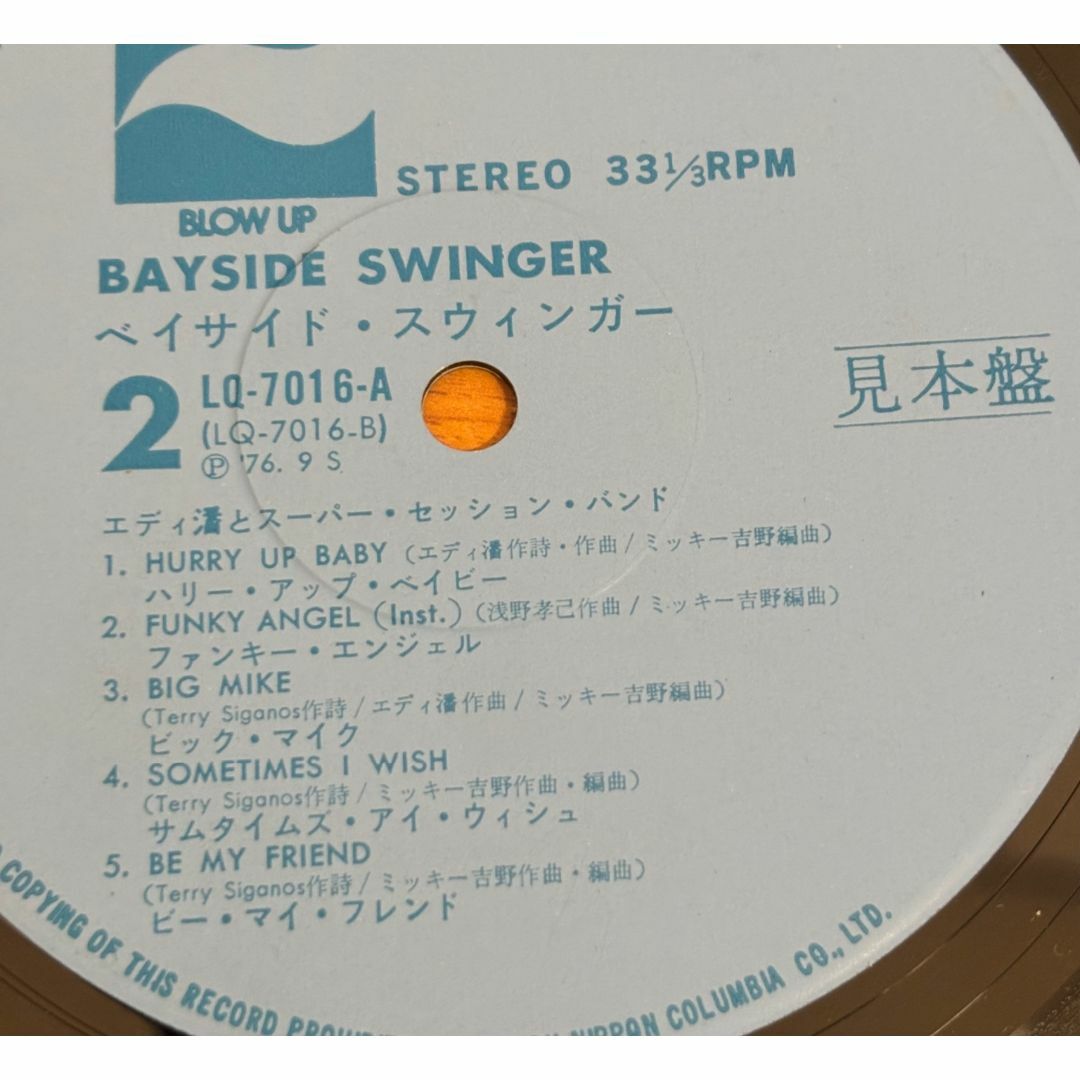 STEREO 33 1/3 RPM
BLOW UP
BAYSIDE SWINGER
ベイサイド・スウィンガー
見本盤
2
LQ-7016-A
(LQ-7016-B)
Ⓟ '76. 9 S
エディ潘とスーパー・セッション・バンド
1. HURRY UP BABY (エディ潘作詩・作曲/ミッキー吉野編曲)
ハリー・アップ・ベイビー
2. FUNKY ANGEL (Inst.) (浅野孝己作曲/ミッキー吉野編曲)
ファンキー・エンジェル
3. BIG MIKE
(Terry Siganos作詩/エディ潘作曲/ミッキー吉野編曲)
ビック・マイク
4. SOMETIMES I WISH
(Terry Siganos作詩/ミッキー吉野作曲・編曲)
サムタイムズ・アイ・ウィシュ
5. BE MY FRIEND
(Terry Siganos作詩/ミッキー吉野作曲・編曲)
ビー・マイ・フレンド
COPYING OF THIS RECORD NIPPON COLUMBIA CO., LTD.